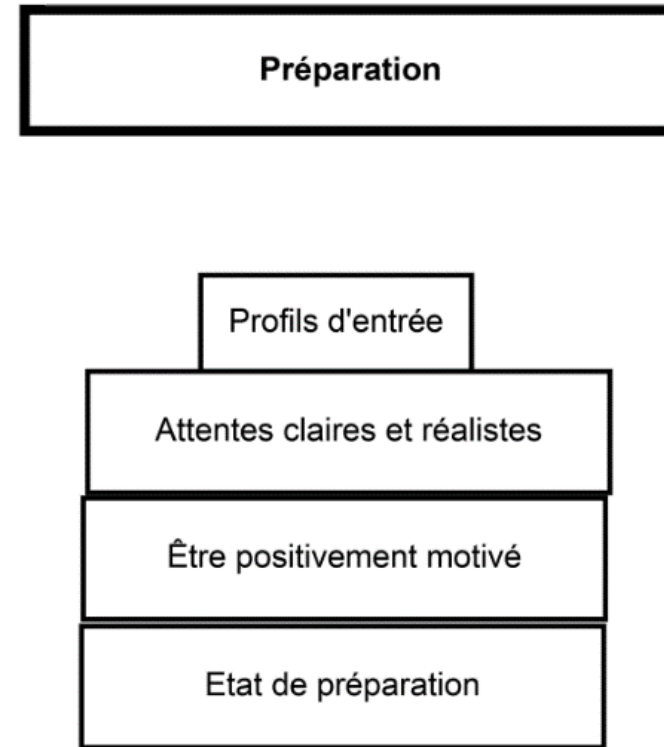 Préparation
Profils d'entrée
Attentes claires et réalistes
Être positivement motivé
Etat de préparation